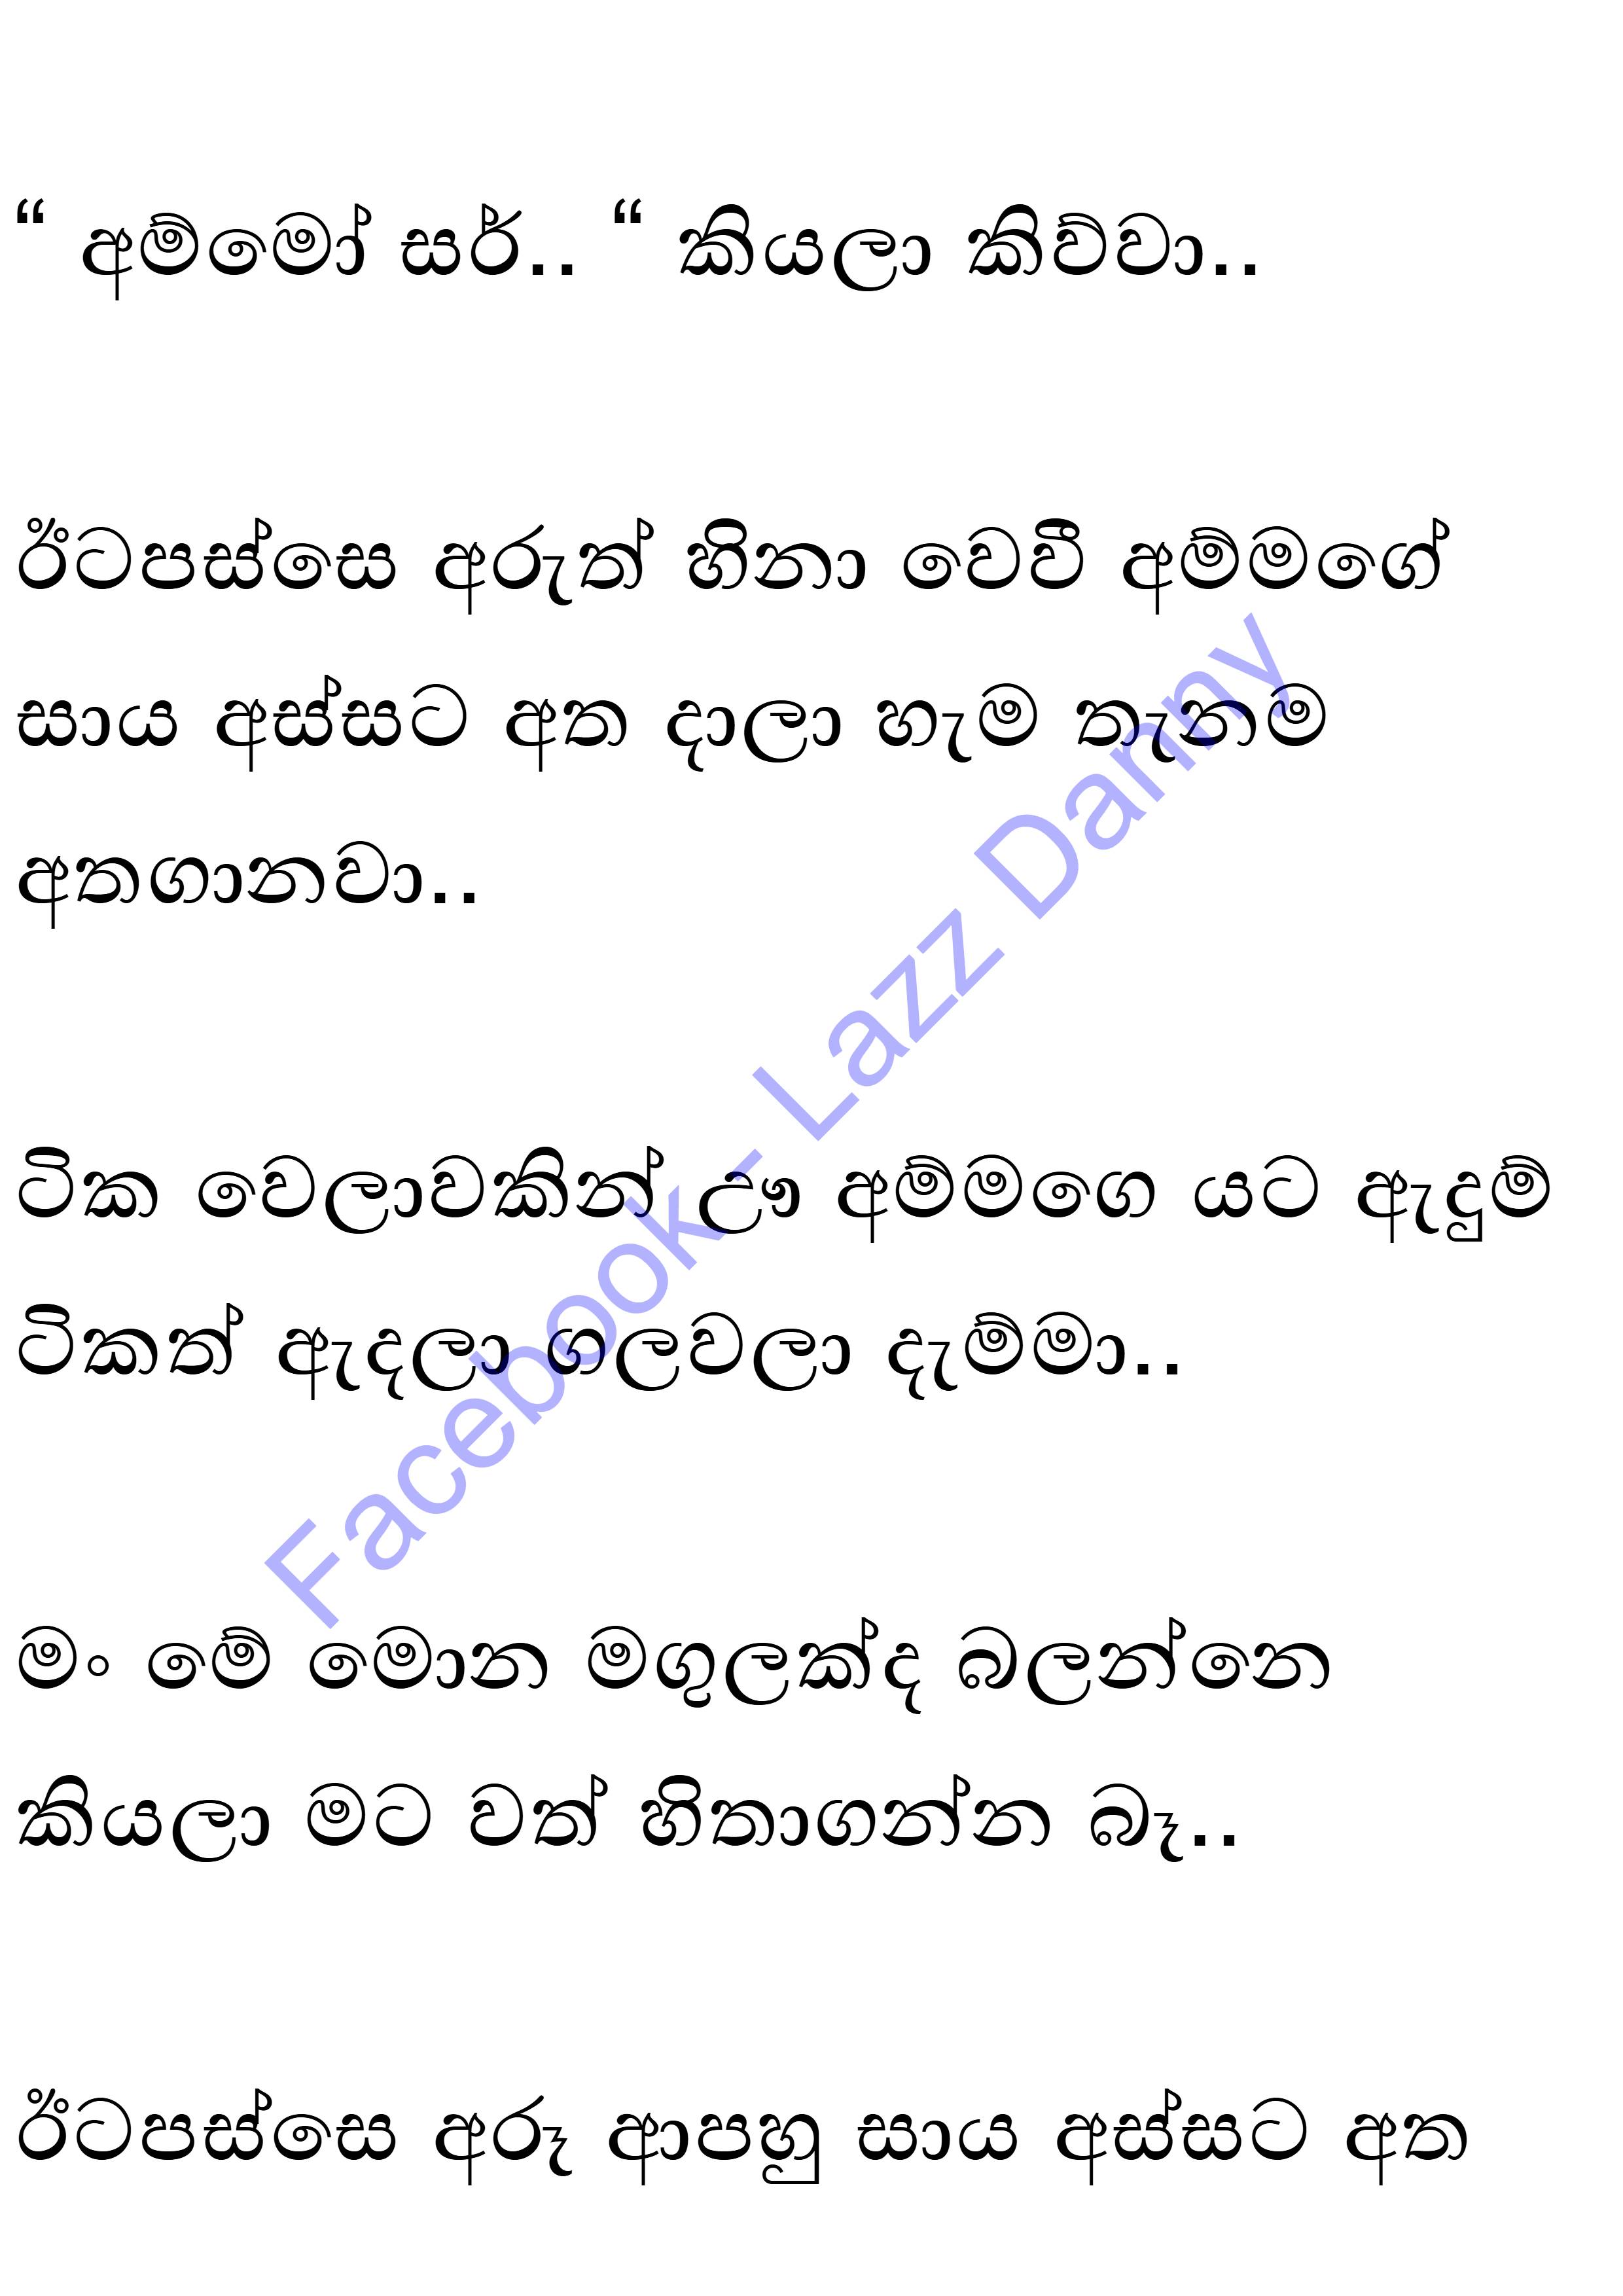 “ අම්මෝ සර්.. “ කියලා කිව්වා..
ඊටපස්සෙ අරුත් හිනා වෙවී අම්මගේ
සාය අස්සට අත දාලා හැම තැනම
අතගානවා..
ටික වෙලාවකින් ඌ අම්මගෙ යට ඇඳුම්
ටිකත් ඇදලා ගලවලා දැම්මා..
මං මේ මොන මගුලක්ද බලන්නෙ
කියලා මට වත් හිතාගන්න බෑ..
ඊටපස්සෙ අරූ ආපහු සාය අස්සට අත
Facebook - Lazz Danny